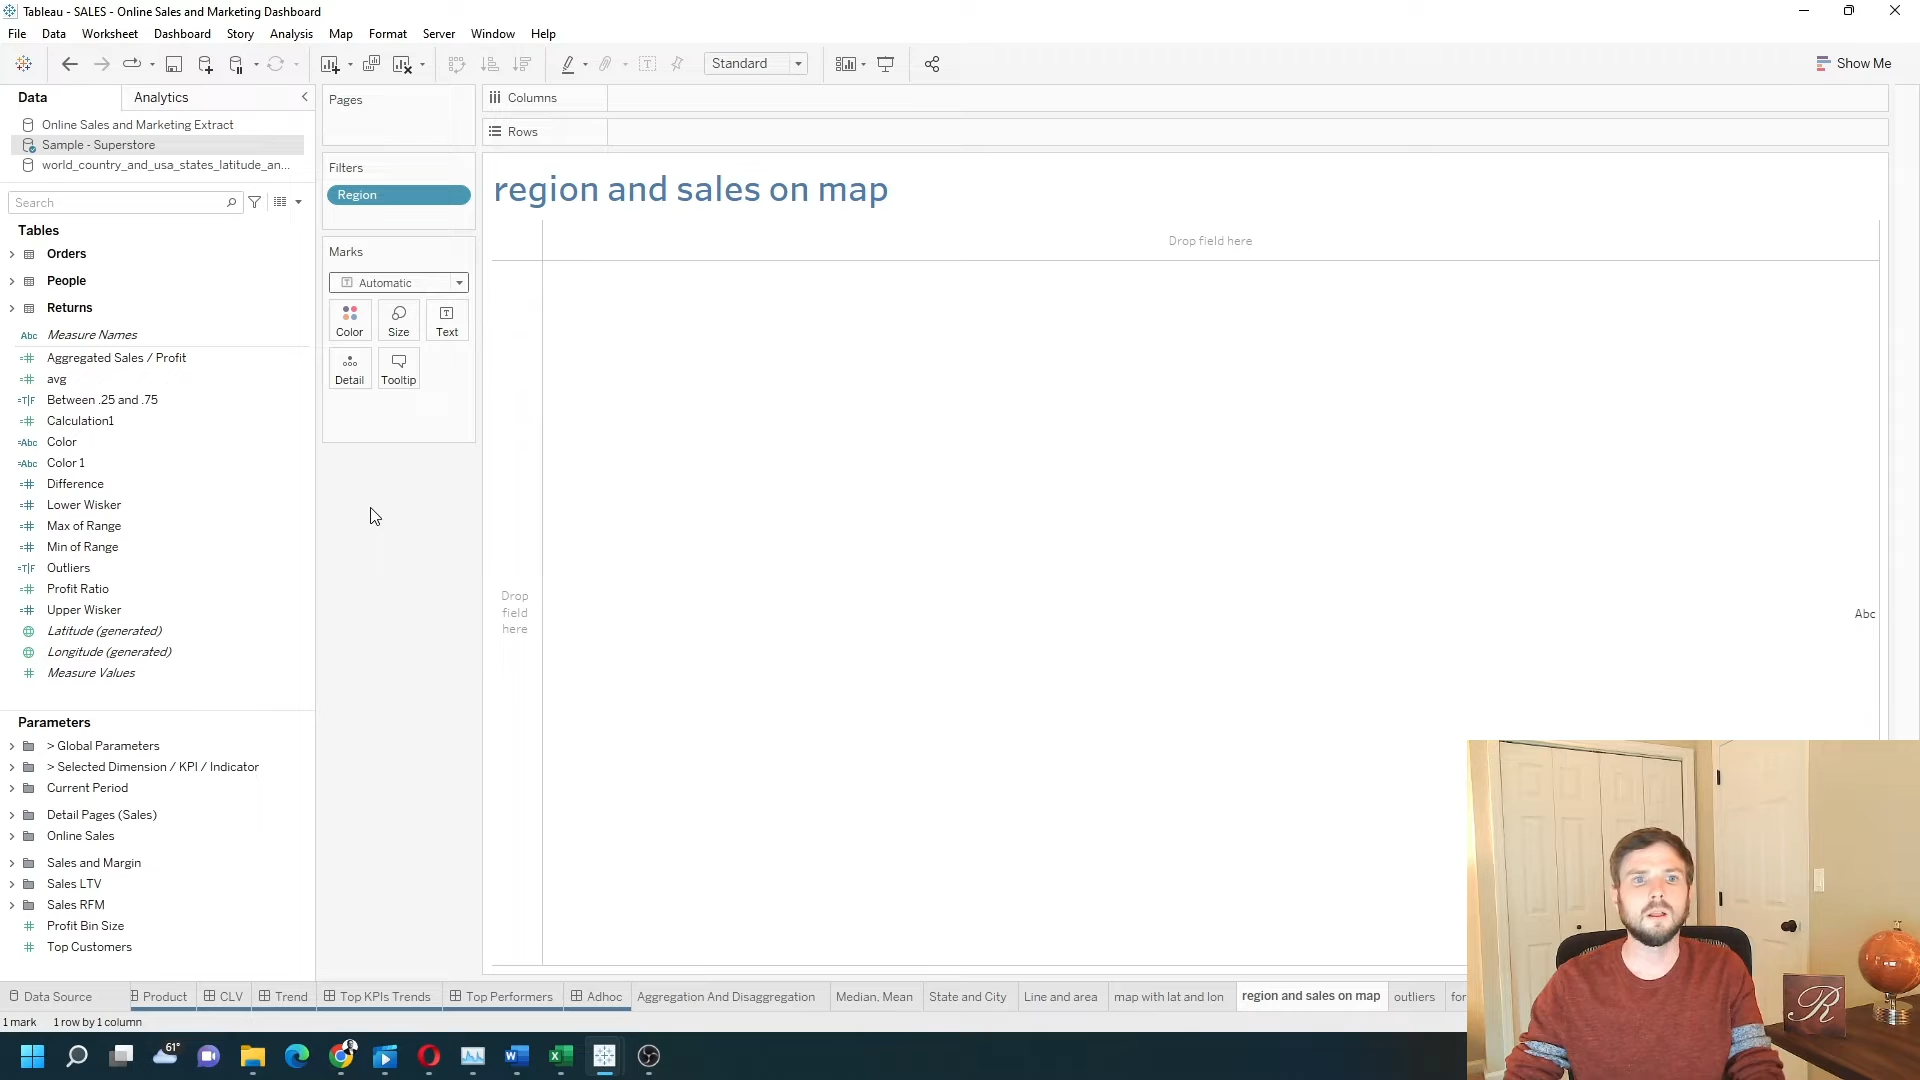 Tableau - SALES - Online Sales and Marketing Dashboard
File Data Worksheet Dashboard Story Analysis Map Format Server Window Help
Standard
Show Me
Data
Analytics
Online Sales and Marketing Extract
Sample - Superstore
world_country_and_usa_states_latitude_an...
Search
Tables
Orders
People
Returns
Abc Measure Names
Aggregated Sales / Profit
avg
T|F Between .25 and .75
Calculation1
Abc Color
Abc Color 1
Difference
Lower Wisker
Max of Range
Min of Range
T|F Outliers
Profit Ratio
Upper Wisker
Latitude (generated)
Longitude (generated)
# Measure Values
Parameters
> Global Parameters
> Selected Dimension / KPI / Indicator
Current Period
Detail Pages (Sales)
Online Sales
Sales and Margin
Sales LTV
Sales RFM
# Profit Bin Size
# Top Customers
Pages
Filters
Region
Marks
Automatic
Color Size Text
Detail Tooltip
Columns
Rows
region and sales on map
Drop field here
Drop
field
here
Abc
Data Source Product CLV Trend Top KPIs Trends Top Performers Adhoc Aggregation And Disaggregation Median, Mean State and City Line and area map with lat and lon region and sales on map outliers for
1 mark 1 row by 1 column
61°
R